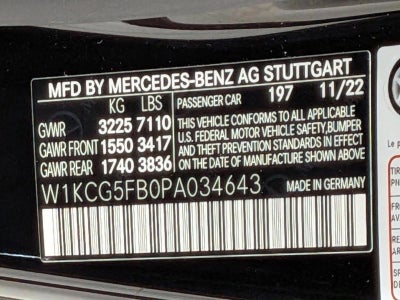 MFD BY MERCEDES-BENZ AG STUTTGART
KG LBS PASSENGER CAR 197 11/22
GVWR 3225 7110
GAWR FRONT 1550 3417
GAWR REAR 1740 3836
THIS VEHICLE CONFORMS TO ALL APPLICABLE
U.S. FEDERAL MOTOR VEHICLE SAFETY, BUMPER
AND THEFT PREVENTION STANDARDS IN EFFECT
ON THE DATE OF MANUFACTURE SHOWN ABOVE.
W1KCG5FB0PA034643 MADE IN GERMANY
Le p